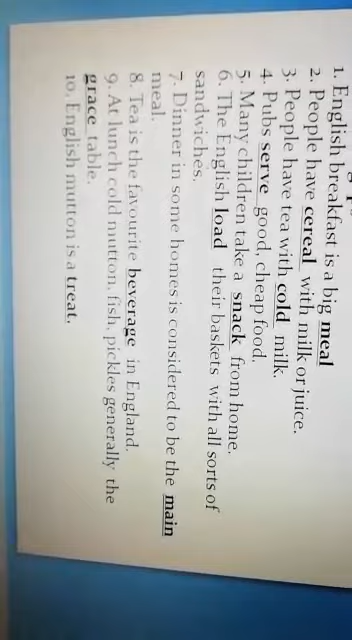 1. English breakfast is a big meal
2. People have cereal with milk or juice.
3. People have tea with cold milk.
4. Pubs serve good, cheap food.
5. Many children take a snack from home.
6. The English load their baskets with all sorts of
sandwiches.
7. Dinner in some homes is considered to be the main
meal.
8. Tea is the favourite beverage in England.
9. At lunch cold mutton, fish, pickles generally the
grace table.
10. English mutton is a treat.